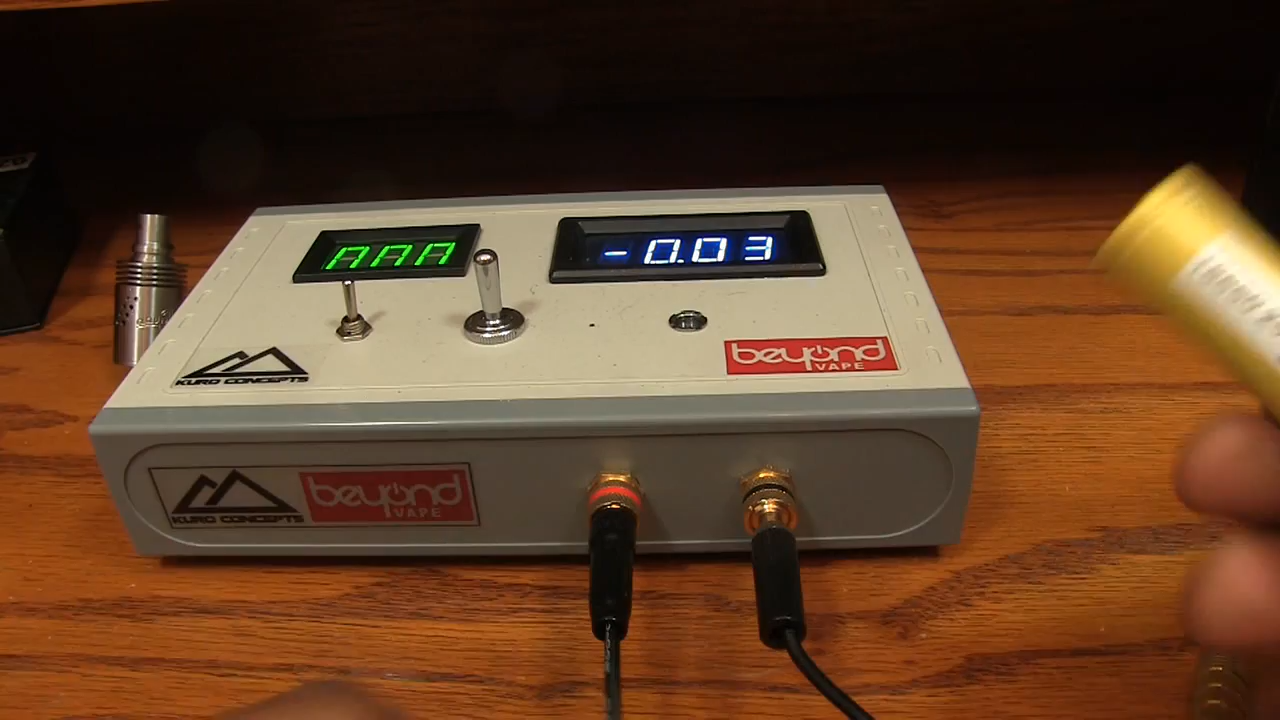 AAA
-0.03
KURO CONCEPTS
beyond
VAPE
KURO CONCEPTS
beyond
VAPE